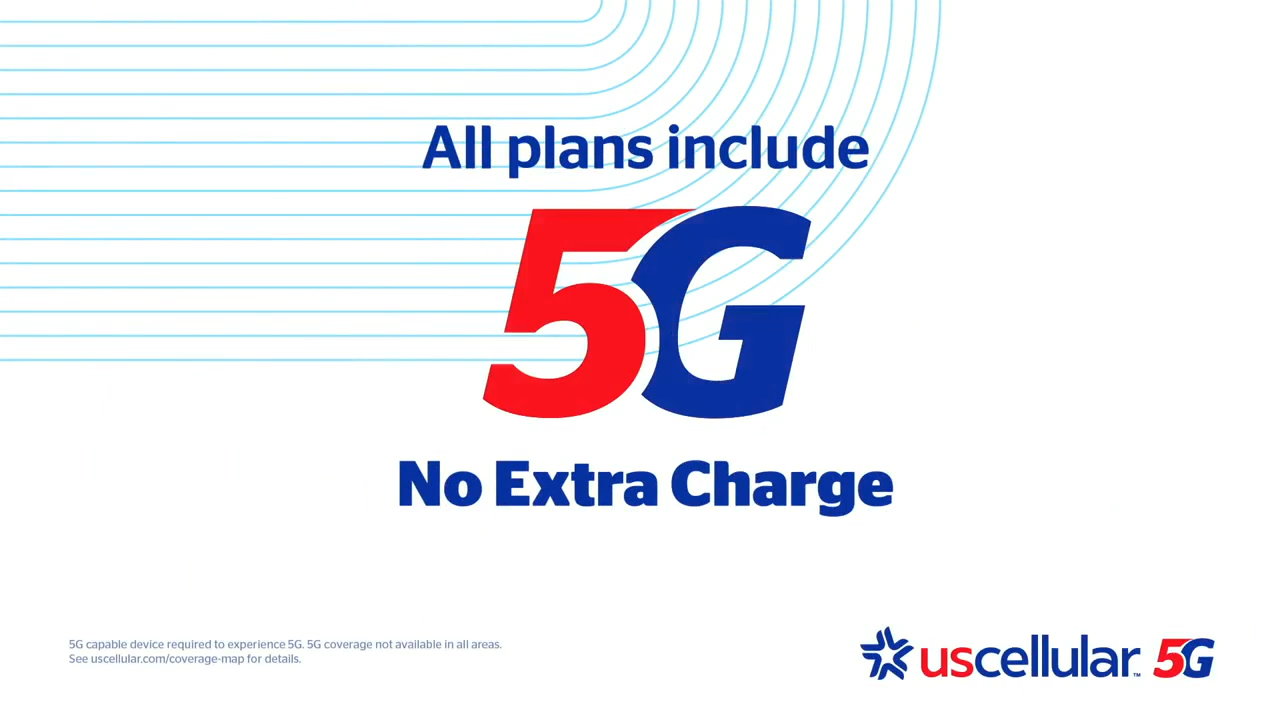 All plans include
5G
No Extra Charge
5G capable device required to experience 5G. 5G coverage not available in all areas.
See uscellular.com/coverage-map for details.
uscellular™ 5G